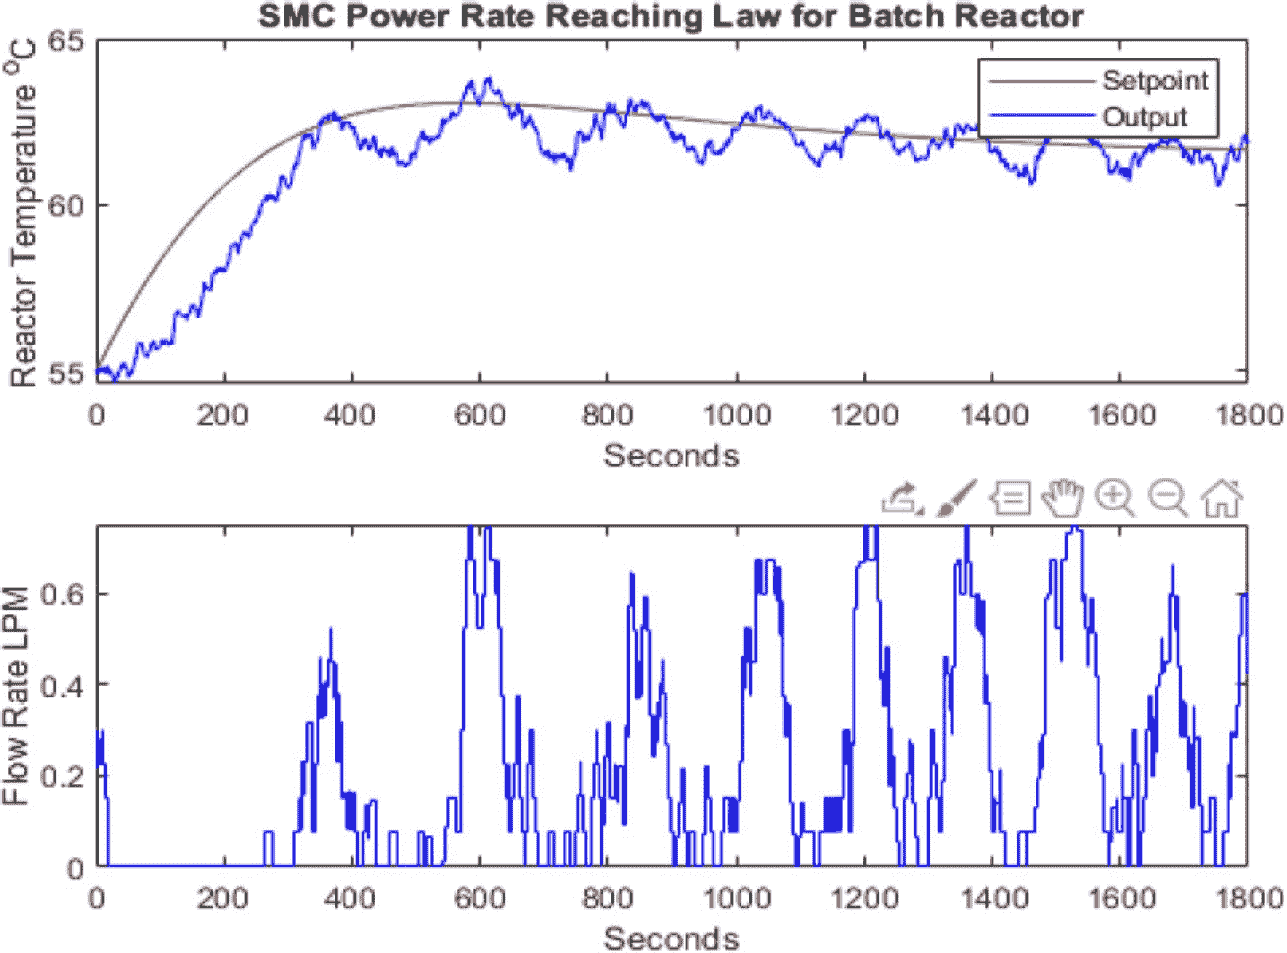 SMC Power Rate Reaching Law for Batch Reactor
Reactor Temperature ºC
65
60
55
Setpoint
Output
0 200 400 600 800 1000 1200 1400 1600 1800
Seconds
Flow Rate LPM
0.6
0.4
0.2
0
0 200 400 600 800 1000 1200 1400 1600 1800
Seconds